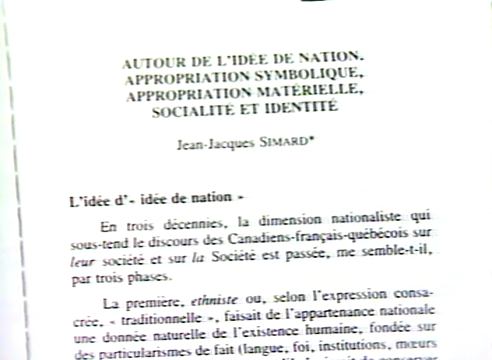 AUTOUR DE L'IDÉE DE NATION.
APPROPRIATION SYMBOLIQUE,
APPROPRIATION MATÉRIELLE,
SOCIALITÉ ET IDENTITÉ
Jean-Jacques SIMARD*
L'idée d'« idée de nation »
En trois décennies, la dimension nationaliste qui
sous-tend le discours des Canadiens-français-québécois sur
leur société et sur la Société est passée, me semble-t-il,
par trois phases.
La première, ethniste ou, selon l'expression consa-
crée, « traditionnelle », faisait de l'appartenance nationale
une donnée naturelle de l'existence humaine, fondée sur
des particularismes de fait (langue, foi, institutions, mœurs